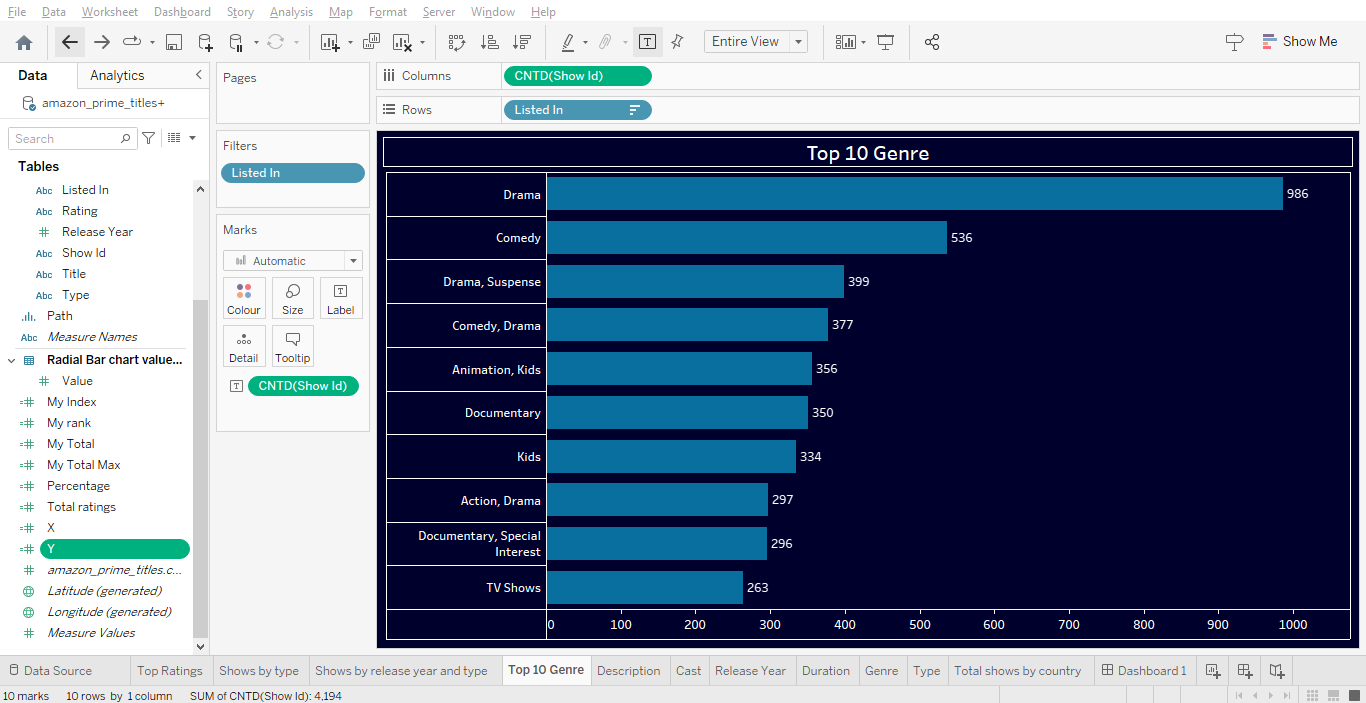 File Data Worksheet Dashboard Story Analysis Map Format Server Window Help
Entire View
Show Me
Data Analytics
amazon_prime_titles+
Search
Tables
Abc Listed In
Abc Rating
Release Year
Abc Show Id
Abc Title
Abc Type
Path
Abc Measure Names
Radial Bar chart value...
Value
My Index
My rank
My Total
My Total Max
Percentage
Total ratings
X
Y
amazon_prime_titles.c...
Latitude (generated)
Longitude (generated)
Measure Values
Pages
Filters
Listed In
Marks
Automatic
Colour Size Label
Detail Tooltip
CNTD(Show Id)
Columns CNTD(Show Id)
Rows Listed In
Top 10 Genre
Drama 986
Comedy 536
Drama, Suspense 399
Comedy, Drama 377
Animation, Kids 356
Documentary 350
Kids 334
Action, Drama 297
Documentary, Special
Interest 296
TV Shows 263
0 100 200 300 400 500 600 700 800 900 1000
Data Source Top Ratings Shows by type Shows by release year and type Top 10 Genre Description Cast Release Year Duration Genre Type Total shows by country Dashboard 1
10 marks 10 rows by 1 column SUM of CNTD(Show Id): 4,194